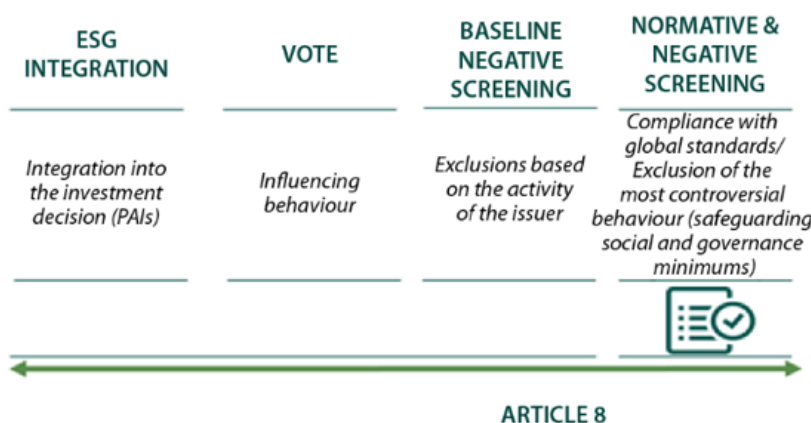 ESG
INTEGRATION
VOTE
BASELINE
NEGATIVE
SCREENING
NORMATIVE &
NEGATIVE
SCREENING
Integration into
the investment
decision (PAIs)
Influencing
behaviour
Exclusions based
on the activity
of the issuer
Compliance with
global standards/
Exclusion of the
most controversial
behaviour (safeguarding
social and governance
minimums)
ARTICLE 8